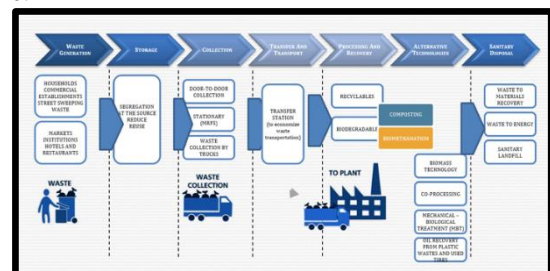 WASTE
GENERATION
STORAGE
COLLECTION
TRANSFER AND
TRANSPORT
PROCESSING AND
RECOVERY
ALTERNATIVE
TECHNOLOGIES
SANITARY
DISPOSAL
HOUSEHOLDS
COMMERCIAL
ESTABLISHMENTS
STREET SWEEPING
WASTE
MARKETS
INSTITUTIONS
HOTELS AND
RESTAURANTS
WASTE
SEGREGATION
AT THE SOURCE
REDUCE
REUSE
DOOR-TO-DOOR
COLLECTION
STATIONARY
(MRFS)
WASTE
COLLECTION BY
TRUCKS
WASTE
COLLECTION
TRANSFER
STATION
(to economize
waste
transportation)
RECYCLABLES
BIODEGRADABLE
TO PLANT
COMPOSTING
BIOMETHANATION
BIOMASS
TECHNOLOGY
CO-PROCESSING
MECHANICAL –
BIOLOGICAL
TREATMENT (MBT)
OIL RECOVERY
FROM PLASTIC
WASTES AND USED
TIRES
WASTE TO
MATERIALS
RECOVERY
WASTE TO ENERGY
SANITARY
LANDFILL